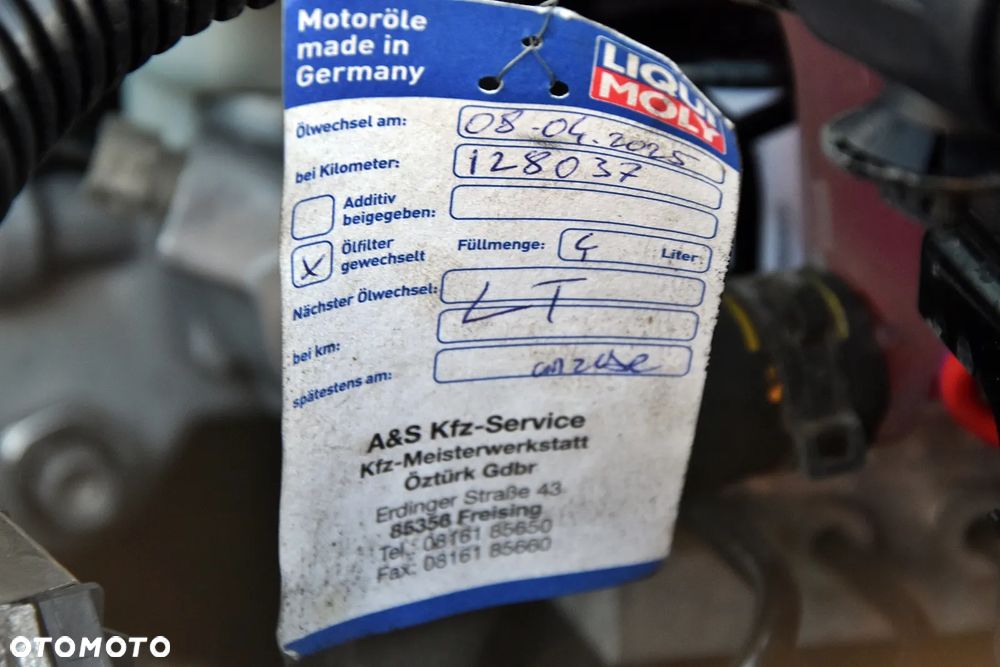 Motoröle
made in
Germany
LIQUI
MOLY
Ölwechsel am: 08.04.2025
bei Kilometer: 128037
Additiv
beigegeben:
X Ölfilter
gewechselt
Füllmenge: 4 Liter
Nächster Ölwechsel: LT
bei km:
spätestens am:
A&S Kfz-Service
Kfz-Meisterwerkstatt
Öztürk Gdbr
Erdinger Straße 43
85356 Freising
Tel.: 08161 85650
Fax: 08161 85660
OTOMOTO